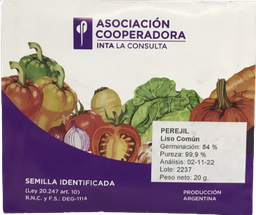 ASOCIACIÓN
COOPERADORA
INTA LA CONSULTA
PEREJIL
Liso Común
Germinación: 84 %
Pureza: 99,9 %
Análisis: 02-11-22
Lote: 2237
Peso neto: 20 g.
SEMILLA IDENTIFICADA
(Ley 20.247 art. 10)
R.N.C. y F.S.: DEG-1114
PRODUCCIÓN
ARGENTINA